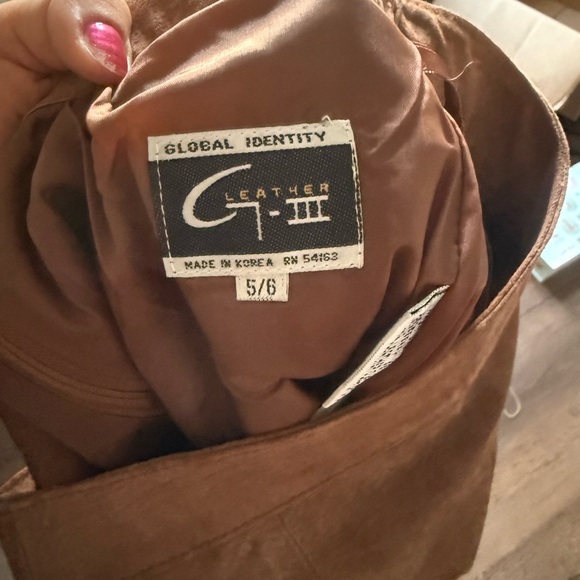 GLOBAL IDENTITY
LEATHER
G-III
MADE IN KOREA RN 54163
5/6